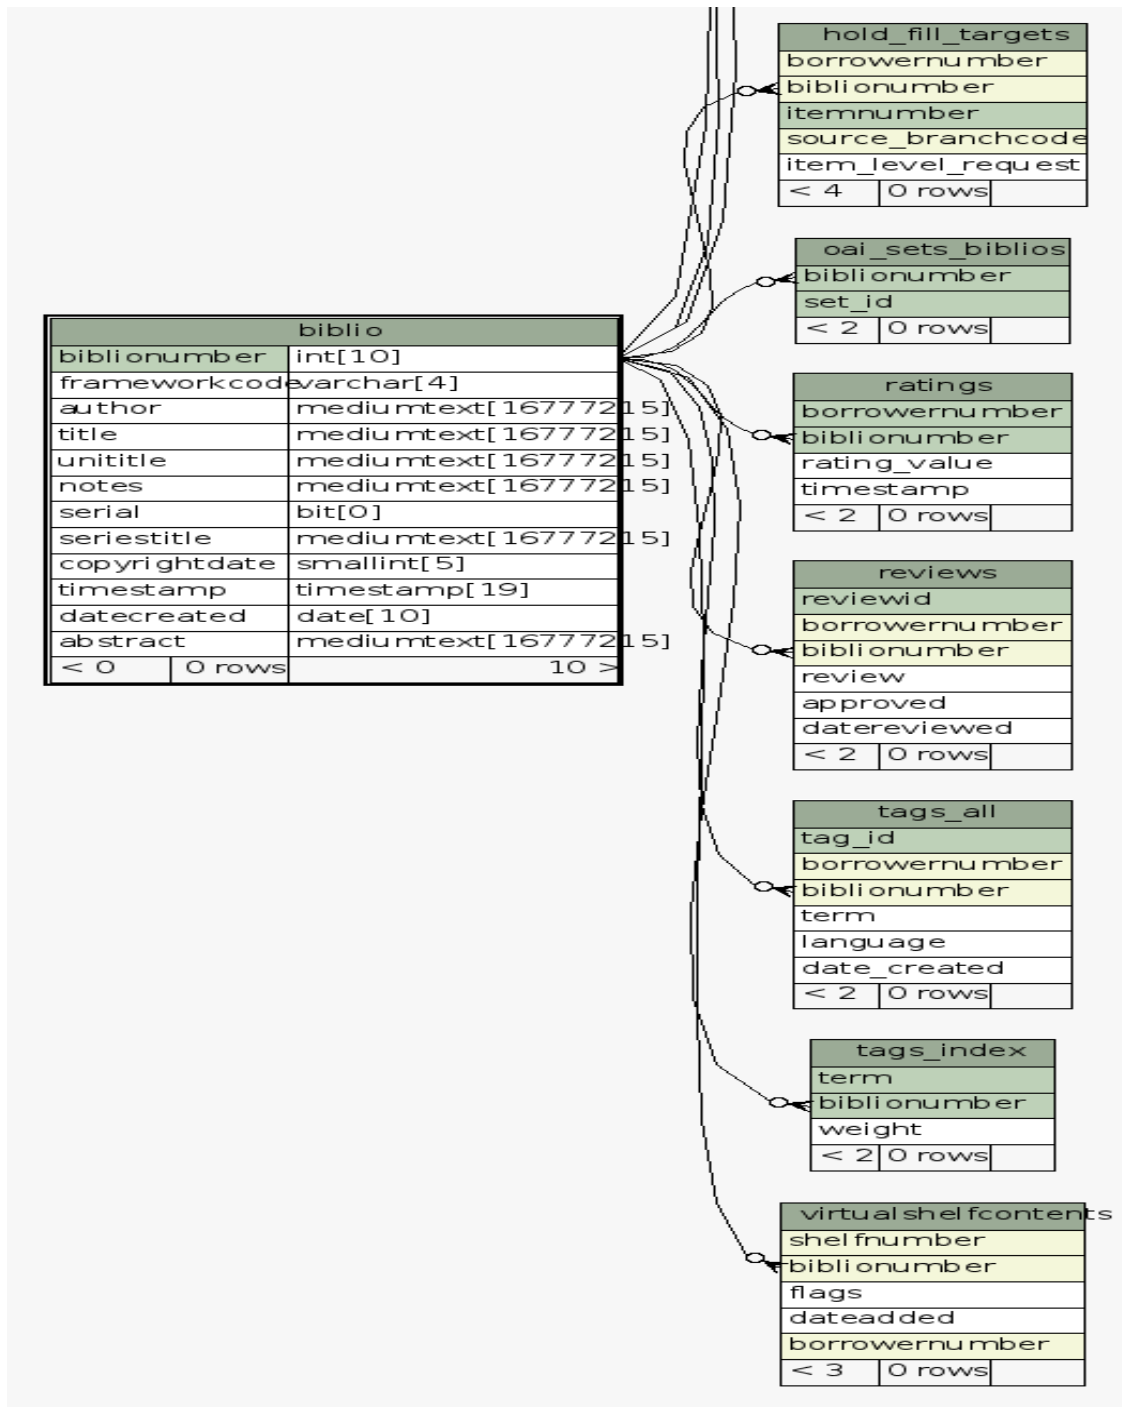 biblio
biblionumber int[10]
frameworkcode varchar[4]
author mediumtext[16777215]
title mediumtext[16777215]
unititle mediumtext[16777215]
notes mediumtext[16777215]
serial bit[0]
seriestitle mediumtext[16777215]
copyrightdate smallint[5]
timestamp timestamp[19]
datecreated date[10]
abstract mediumtext[16777215]
< 0 0 rows 10 >
hold_fill_targets
borrowernumber
biblionumber
itemnumber
source_branchcode
item_level_request
< 4 0 rows
oai_sets_biblios
biblionumber
set_id
< 2 0 rows
ratings
borrowernumber
biblionumber
rating_value
timestamp
< 2 0 rows
reviews
reviewid
borrowernumber
biblionumber
review
approved
datereviewed
< 2 0 rows
tags_all
tag_id
borrowernumber
biblionumber
term
language
date_created
< 2 0 rows
tags_index
term
biblionumber
weight
< 2 0 rows
virtualshelfcontents
shelfnumber
biblionumber
flags
dateadded
borrowernumber
< 3 0 rows